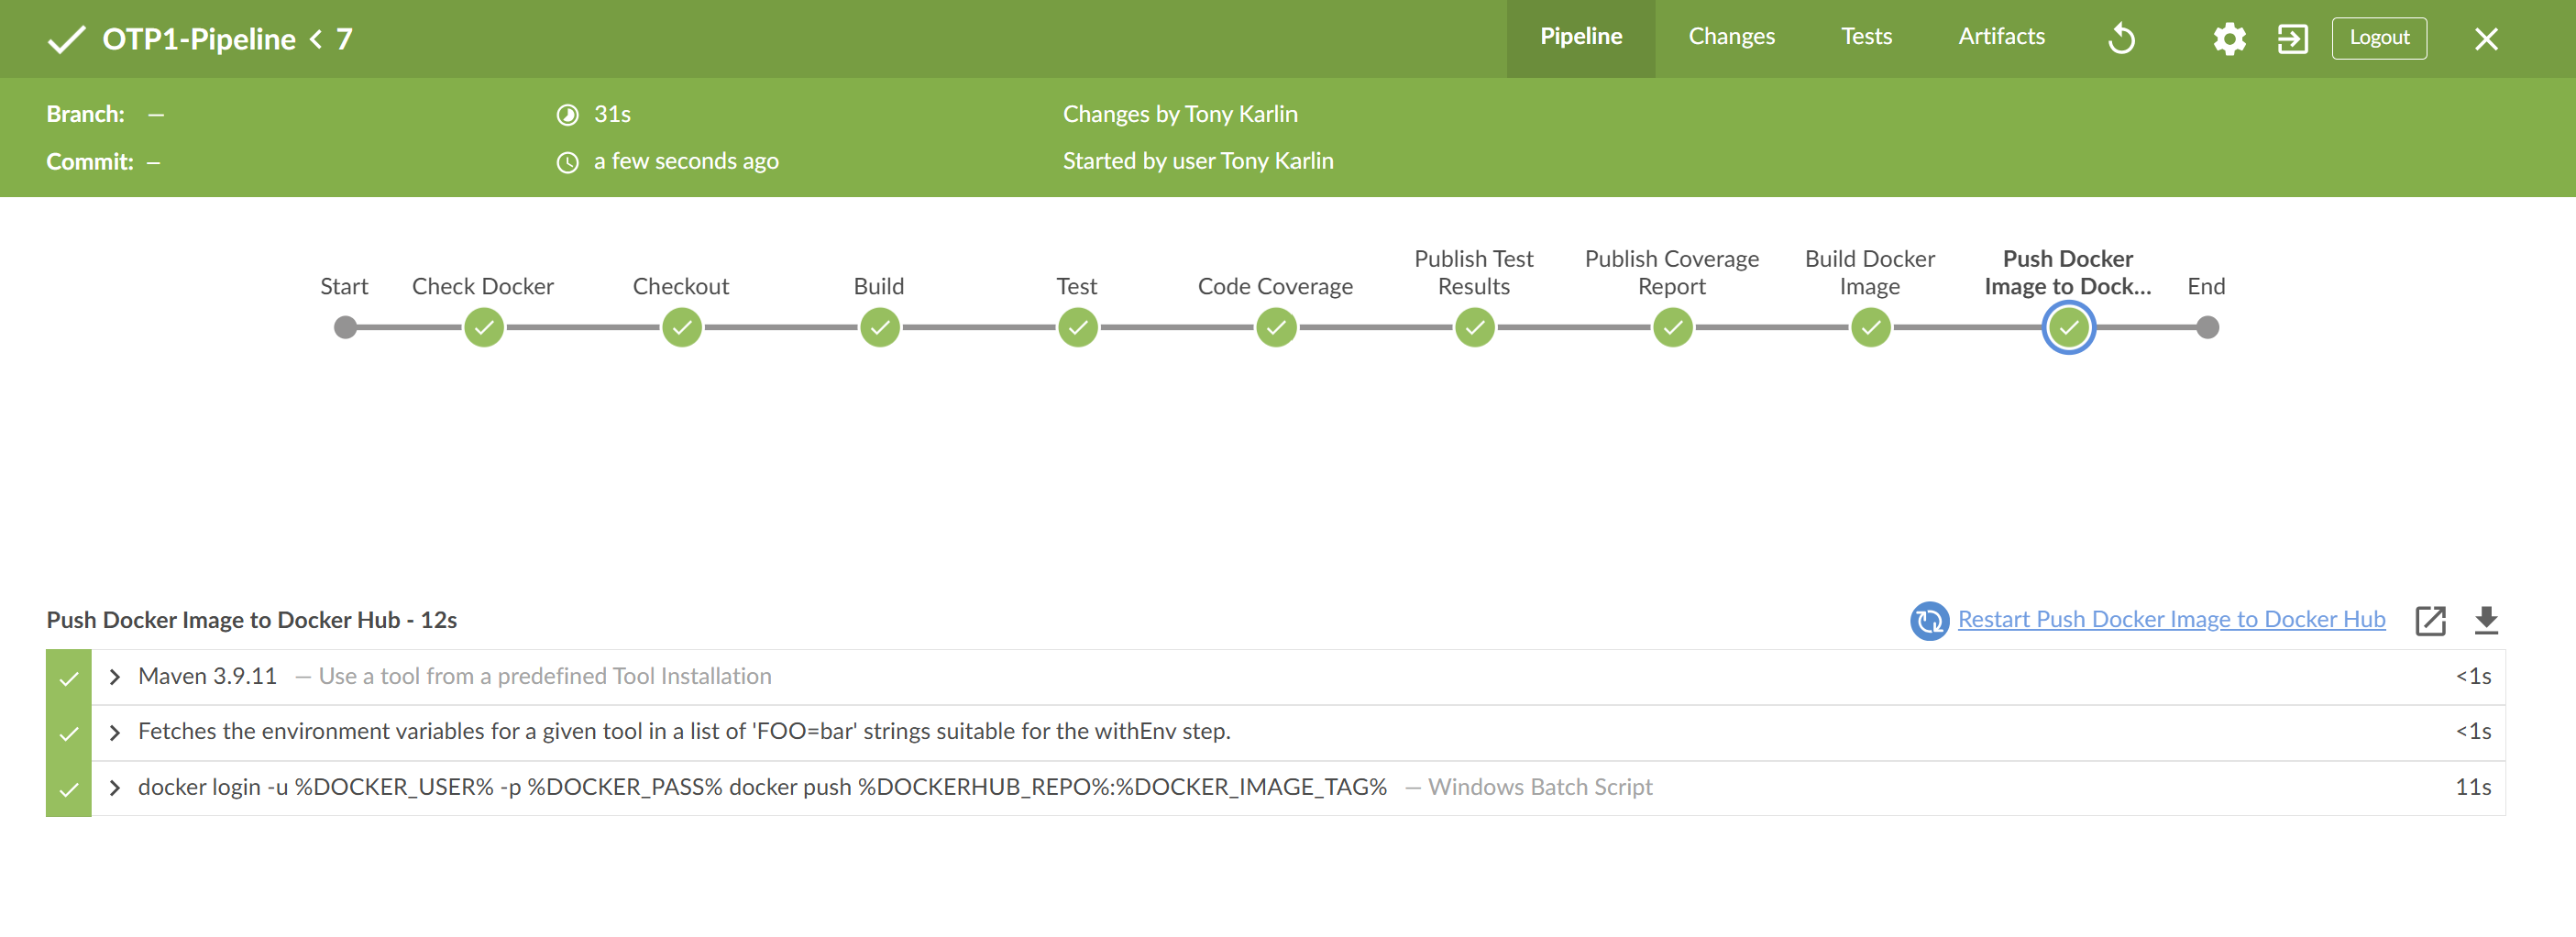 OTP1-Pipeline < 7
Pipeline Changes Tests Artifacts Logout
Branch: — 31s Changes by Tony Karlin
Commit: — a few seconds ago Started by user Tony Karlin
Start
Check Docker
Checkout
Build
Test
Code Coverage
Publish Test
Results
Publish Coverage
Report
Build Docker
Image
Push Docker
Image to Dock...
End
Push Docker Image to Docker Hub - 12s
Restart Push Docker Image to Docker Hub
Maven 3.9.11 — Use a tool from a predefined Tool Installation <1s
Fetches the environment variables for a given tool in a list of 'FOO=bar' strings suitable for the withEnv step. <1s
docker login -u %DOCKER_USER% -p %DOCKER_PASS% docker push %DOCKERHUB_REPO%:%DOCKER_IMAGE_TAG% — Windows Batch Script 11s